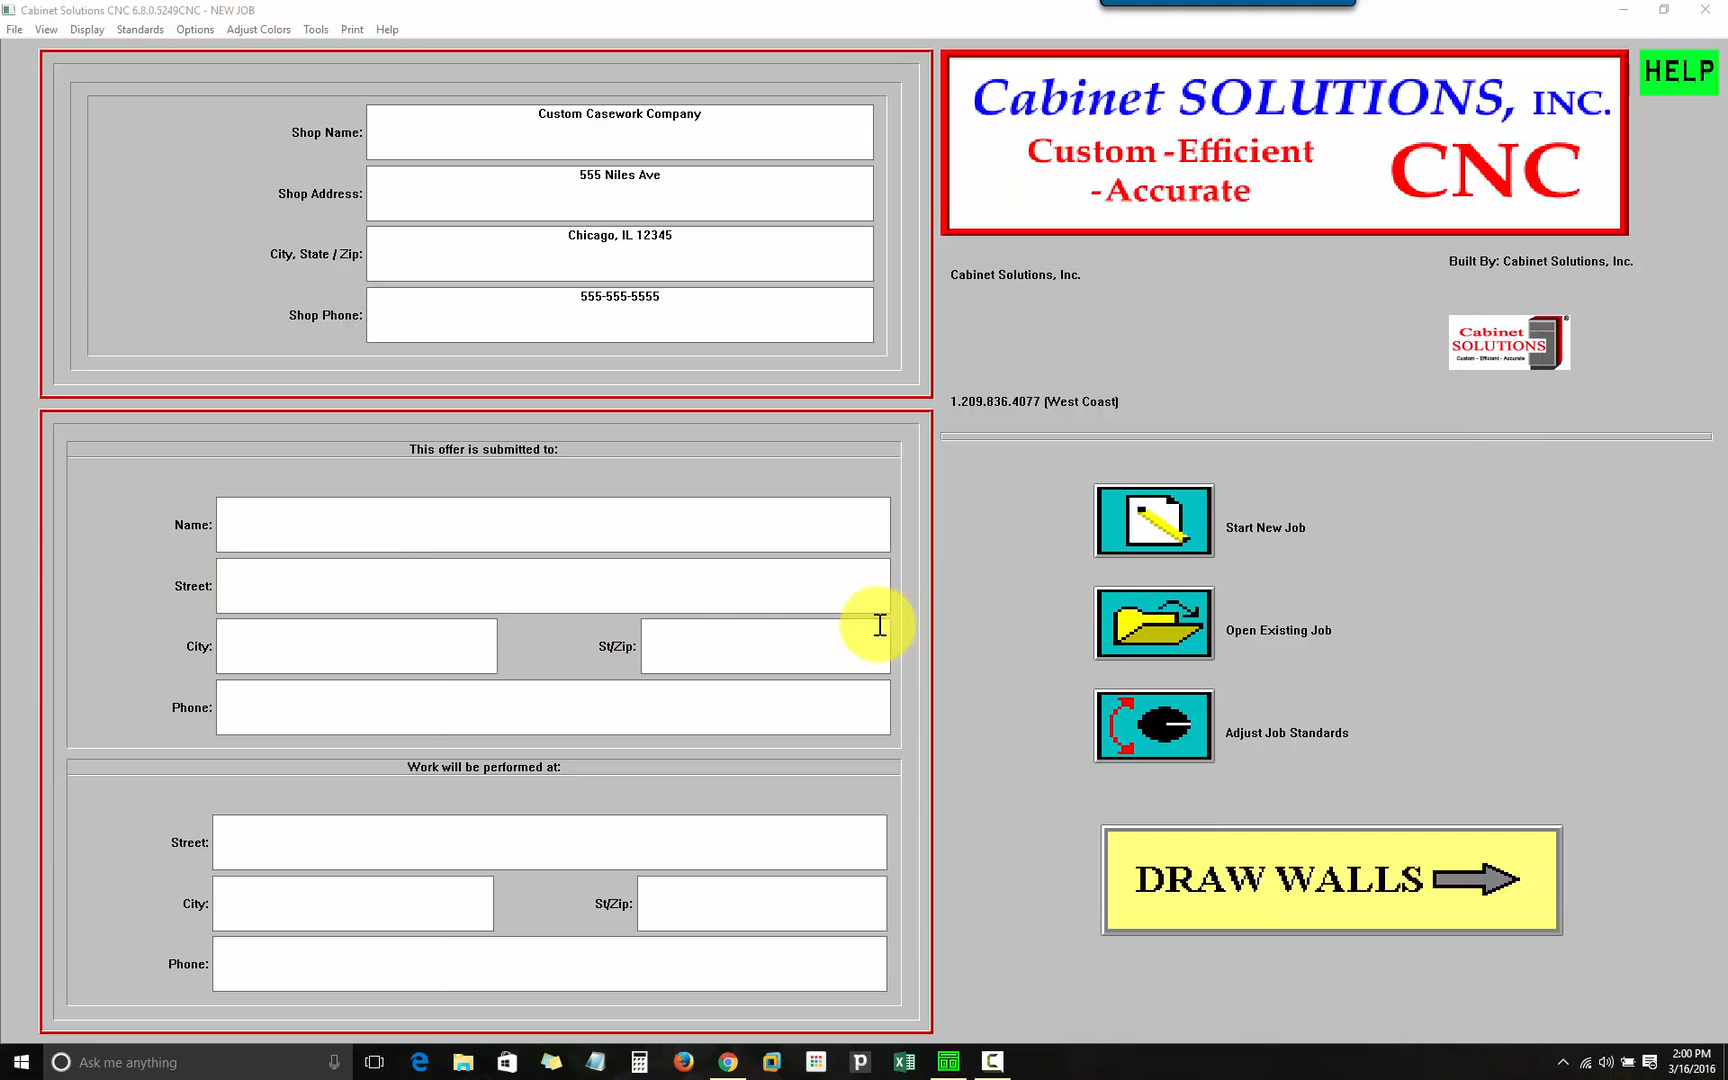 Cabinet Solutions CNC 6.8.0.5249CNC - NEW JOB
File View Display Standards Options Adjust Colors Tools Print Help
Shop Name:
Custom Casework Company
Shop Address:
555 Niles Ave
City, State / Zip:
Chicago, IL 12345
Shop Phone:
555-555-5555
This offer is submitted to:
Name:
Street:
City:
St/Zip:
Phone:
Work will be performed at:
Street:
City:
St/Zip:
Phone:
Cabinet SOLUTIONS, INC.
Custom -Efficient
-Accurate
CNC
HELP
Cabinet Solutions, Inc.
Built By: Cabinet Solutions, Inc.
Cabinet
SOLUTIONS
Custom - Efficient - Accurate
1.209.836.4077 (West Coast)
Start New Job
Open Existing Job
Adjust Job Standards
DRAW WALLS
Ask me anything
2:00 PM
3/16/2016